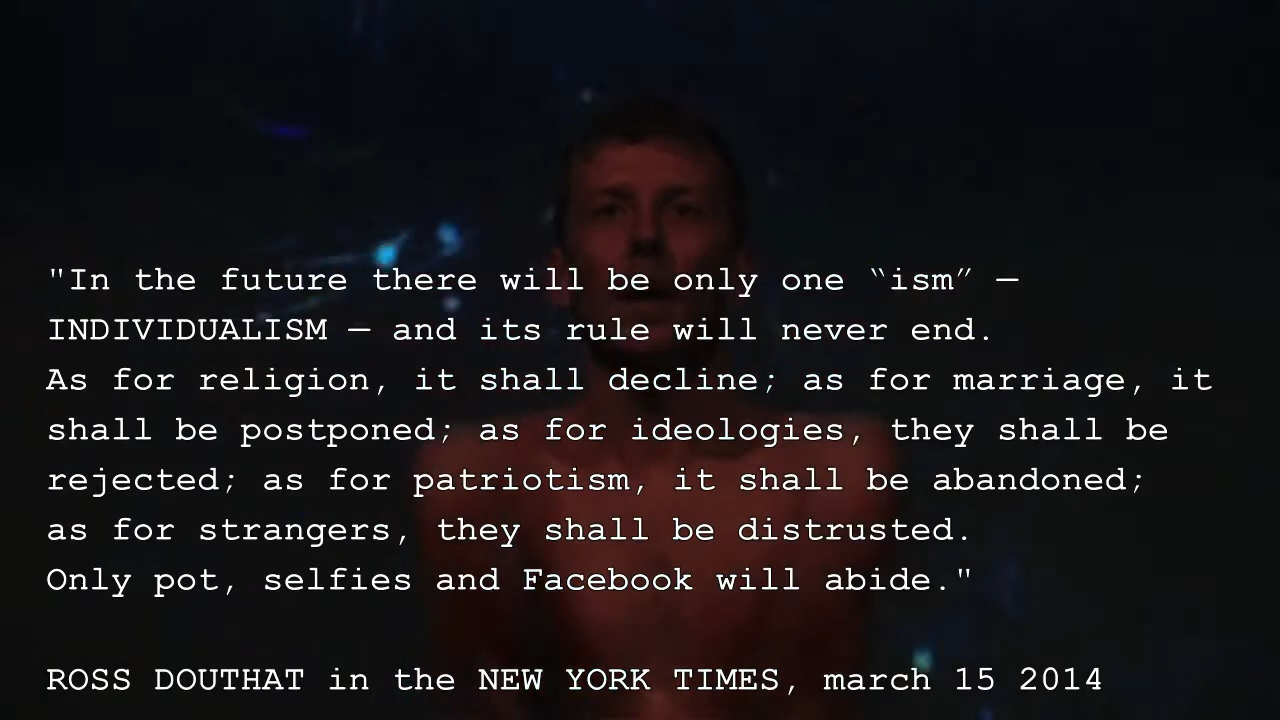 "In the future there will be only one “ism” —
INDIVIDUALISM — and its rule will never end.
As for religion, it shall decline; as for marriage, it
shall be postponed; as for ideologies, they shall be
rejected; as for patriotism, it shall be abandoned;
as for strangers, they shall be distrusted.
Only pot, selfies and Facebook will abide."
ROSS DOUTHAT in the NEW YORK TIMES, march 15 2014